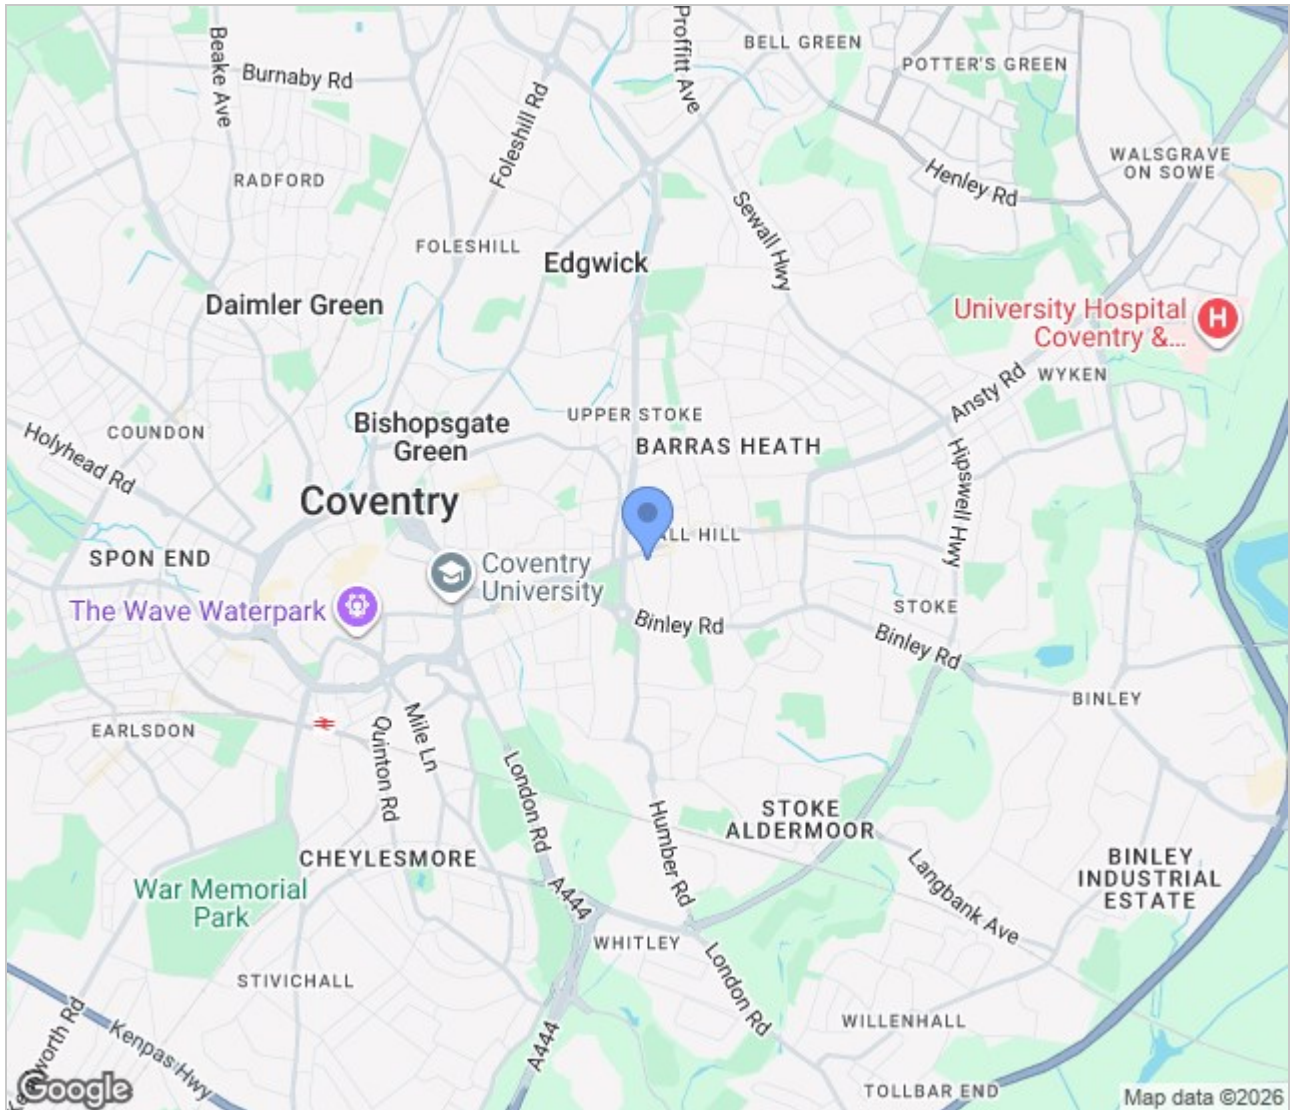 Proffitt Ave
BELL GREEN
POTTER'S GREEN
Beake Ave
Burnaby Rd
Foleshill Rd
WALSGRAVE
ON SOWE
Henley Rd
RADFORD
Sewall Hwy
FOLESHILL
Edgwick
Daimler Green
University Hospital
Coventry &...
H
WYKEN
Ansty Rd
UPPER STOKE
BARRAS HEATH
Bishopsgate
Green
COUNDON
Holyhead Rd
Hipswell Hwy
Coventry
ALL HILL
SPON END
Coventry
University
The Wave Waterpark
STOKE
Binley Rd
Binley Rd
BINLEY
EARLSDON
Mile Ln
Quinton Rd
London Rd
Humber Rd
STOKE
ALDERMOOR
CHEYLESMORE
Langbank Ave
BINLEY
INDUSTRIAL
ESTATE
War Memorial
Park
A444
WHITLEY
London Rd
STIVICHALL
WILLENHALL
Kenpas Hwy
A444
TOLLBAR END
Google
Map data ©2026